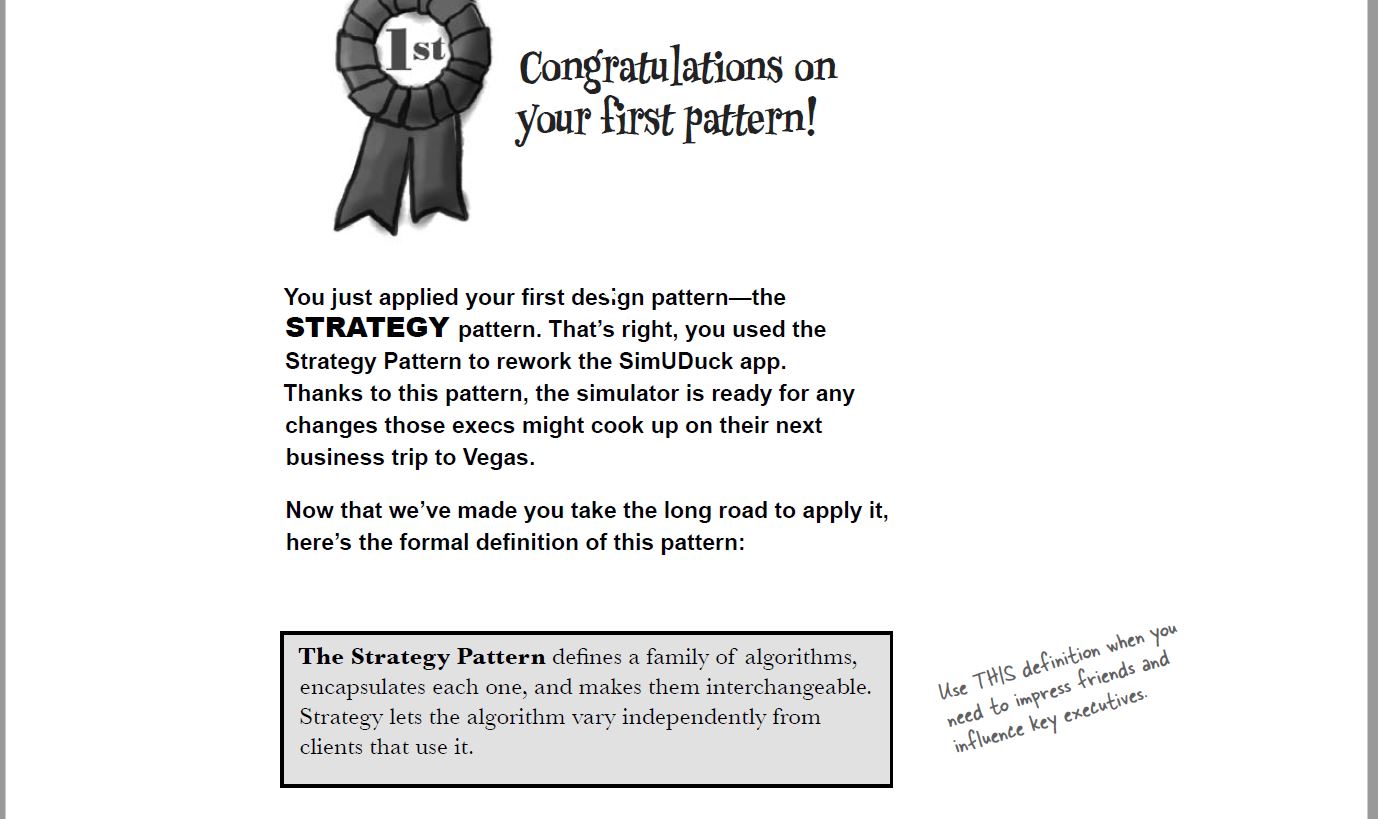 1st
Congratulations on
your first pattern!
You just applied your first design pattern—the
STRATEGY pattern. That’s right, you used the
Strategy Pattern to rework the SimUDuck app.
Thanks to this pattern, the simulator is ready for any
changes those execs might cook up on their next
business trip to Vegas.
Now that we’ve made you take the long road to apply it,
here’s the formal definition of this pattern:
The Strategy Pattern defines a family of algorithms,
encapsulates each one, and makes them interchangeable.
Strategy lets the algorithm vary independently from
clients that use it.
Use THIS definition when you
need to impress friends and
influence key executives.